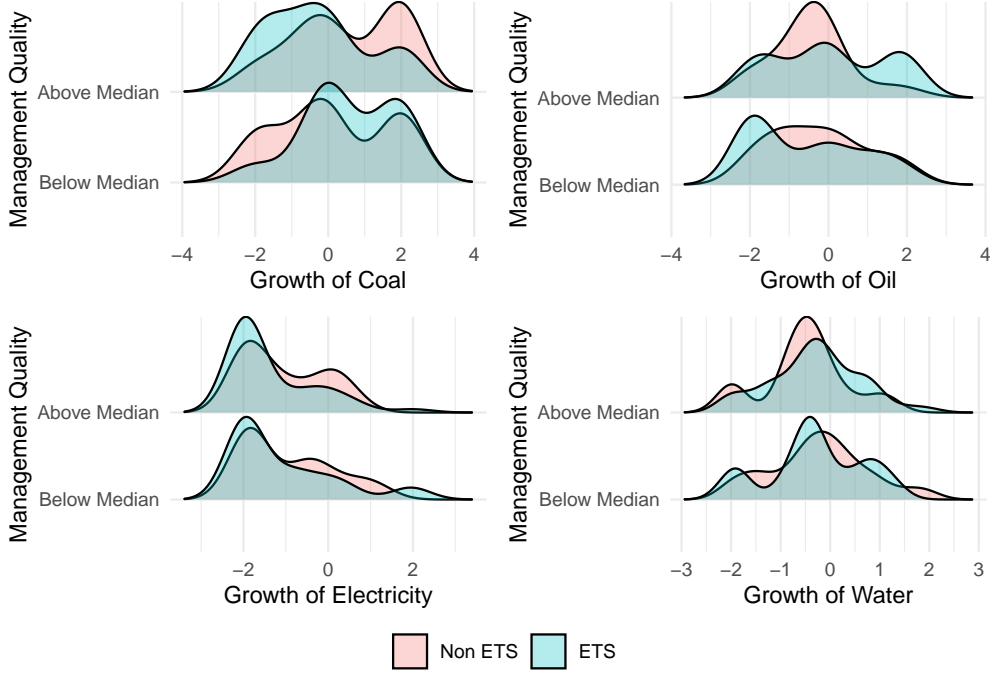 Management Quality
Above Median
Below Median
−4 −2 0 2 4
Growth of Coal
Management Quality
Above Median
Below Median
−4 −2 0 2 4
Growth of Oil
Management Quality
Above Median
Below Median
−2 0 2
Growth of Electricity
Management Quality
Above Median
Below Median
−3 −2 −1 0 1 2 3
Growth of Water
Non ETS ETS